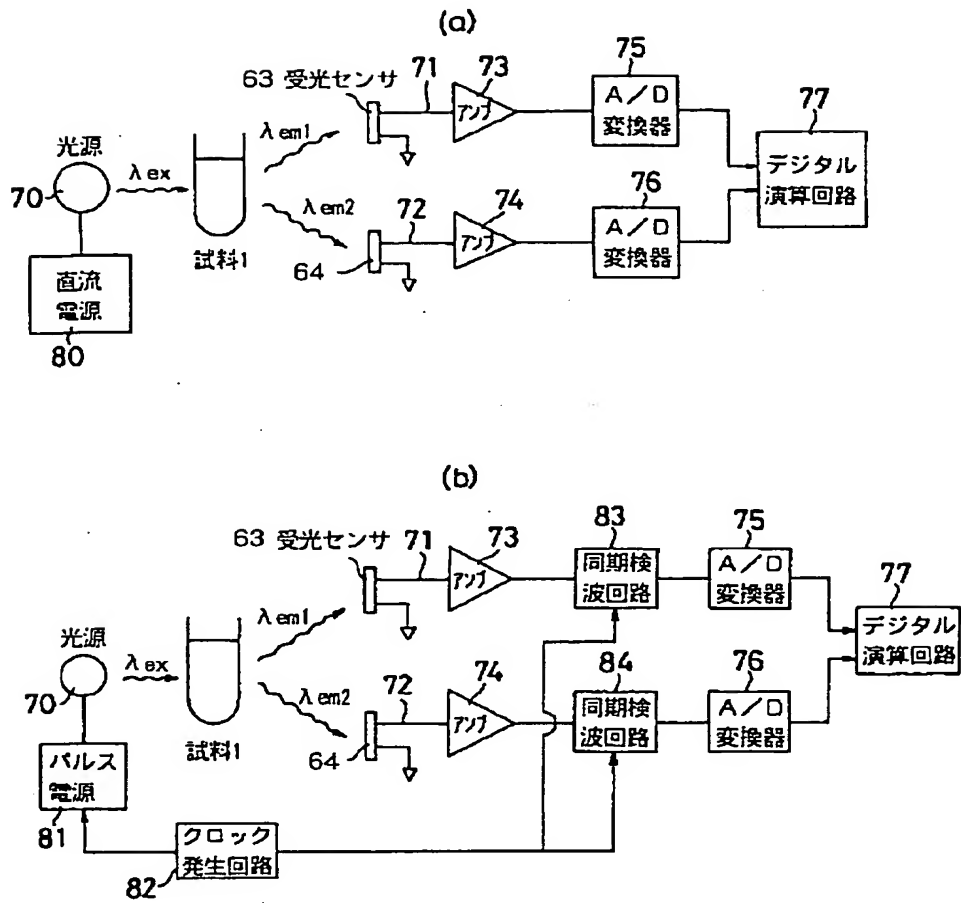 (a)
63 受光センサ
71
73
アンプ
75
A/D
変換器
77
デジタル
演算回路
光源
70
λex
λem1
λem2
試料1
64
72
74
アンプ
76
A/D
変換器
直流
電源
80
(b)
63 受光センサ
71
73
アンプ
83
同期検
波回路
75
A/D
変換器
77
デジタル
演算回路
光源
70
λex
λem1
λem2
試料1
64
72
74
アンプ
84
同期検
波回路
76
A/D
変換器
パルス
電源
81
クロック
発生回路
82